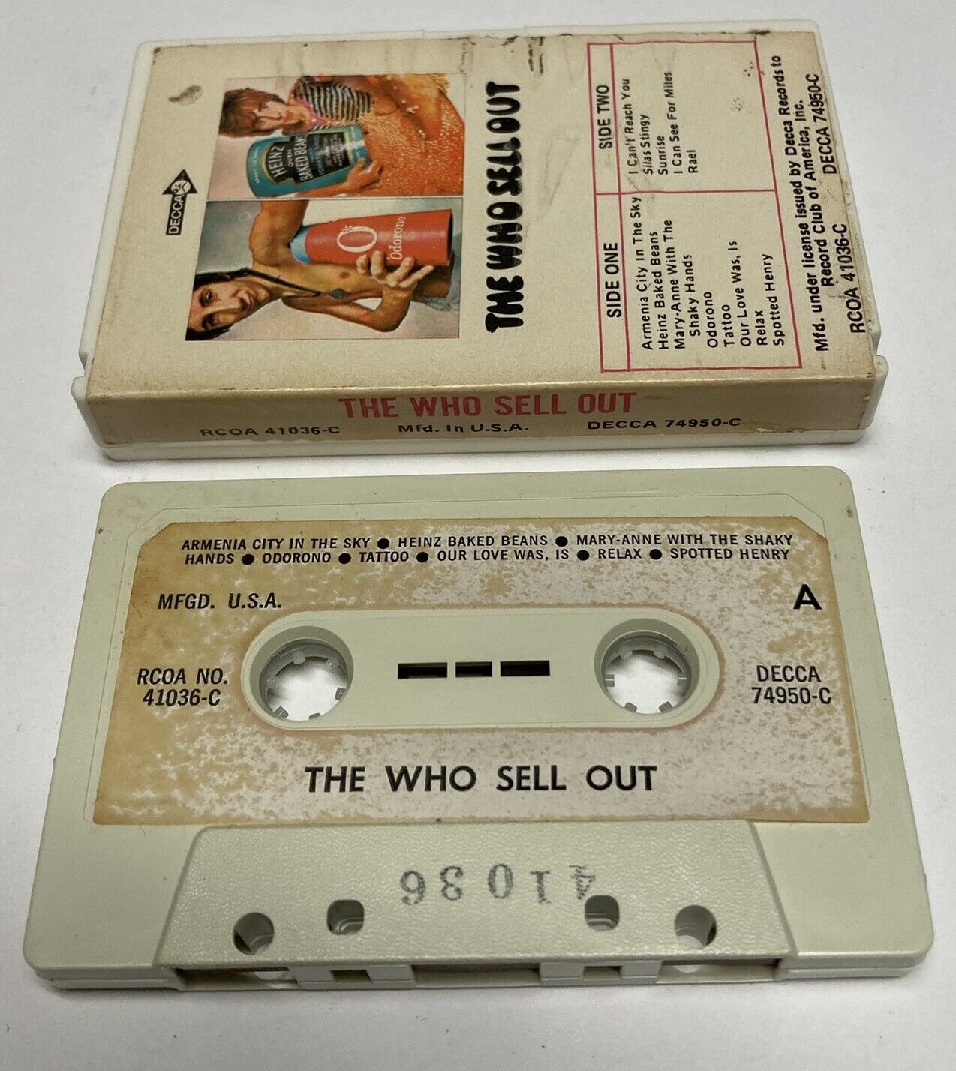 DECCA
HEINZ
BAKED BEANS
O
Odorono
THE WHO SELL OUT
SIDE ONE
Armenia City In The Sky
Heinz Baked Beans
Mary-Anne With The
Shaky Hands
Odorono
Tattoo
Our Love Was, Is
Relax
Spotted Henry
SIDE TWO
I Can't Reach You
Silas Stingy
Sunrise
I Can See For Miles
Rael
Mfd. under license issued by Decca Records to
Record Club of America, Inc.
RCOA 41036-C DECCA 74950-C
THE WHO SELL OUT
RCOA 41036-C Mfd. In U.S.A. DECCA 74950-C
ARMENIA CITY IN THE SKY ● HEINZ BAKED BEANS ● MARY-ANNE WITH THE SHAKY
HANDS ● ODORONO ● TATTOO ● OUR LOVE WAS, IS ● RELAX ● SPOTTED HENRY
MFGD. U.S.A.
A
RCOA NO.
41036-C
DECCA
74950-C
THE WHO SELL OUT
41036